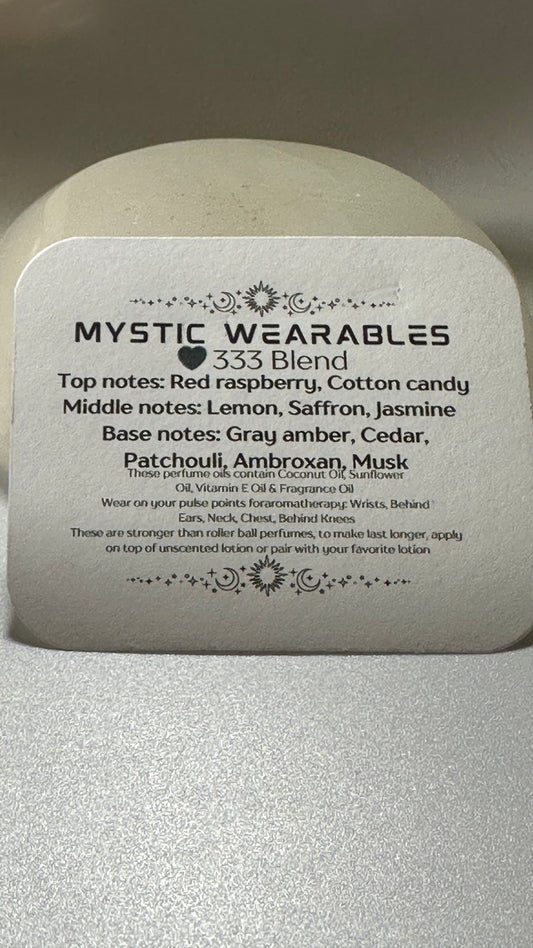 MYSTIC WEARABLES
🖤 333 Blend
Top notes: Red raspberry, Cotton candy
Middle notes: Lemon, Saffron, Jasmine
Base notes: Gray amber, Cedar,
Patchouli, Ambroxan, Musk
These perfume oils contain Coconut Oil, Sunflower
Oil, Vitamin E Oil & Fragrance Oil
Wear on your pulse points foraromatherapy: Wrists, Behind
Ears, Neck, Chest, Behind Knees
These are stronger than roller ball perfumes, to make last longer, apply
on top of unscented lotion or pair with your favorite lotion